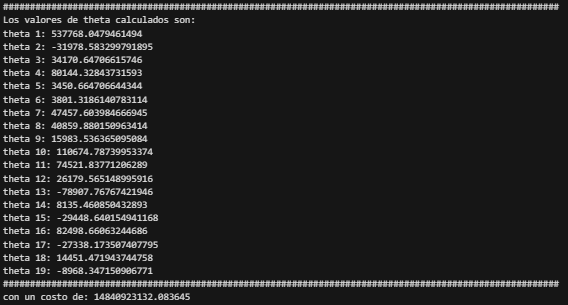 ####################################################################################################
Los valores de theta calculados son:
theta 1: 537768.0479461494
theta 2: -31978.583299791895
theta 3: 34170.64706615746
theta 4: 80144.32843731593
theta 5: 3450.664706644344
theta 6: 3801.3186140783114
theta 7: 47457.603984666945
theta 8: 40859.880150963414
theta 9: 15983.536365095084
theta 10: 110674.78739953374
theta 11: 74521.83771206289
theta 12: 26179.565148995916
theta 13: -78907.76767421946
theta 14: 8135.460850432893
theta 15: -29448.640154941168
theta 16: 82498.66063244686
theta 17: -27338.173507407795
theta 18: 14451.471943744758
theta 19: -8968.347150906771
####################################################################################################
con un costo de: 14840923132.083645